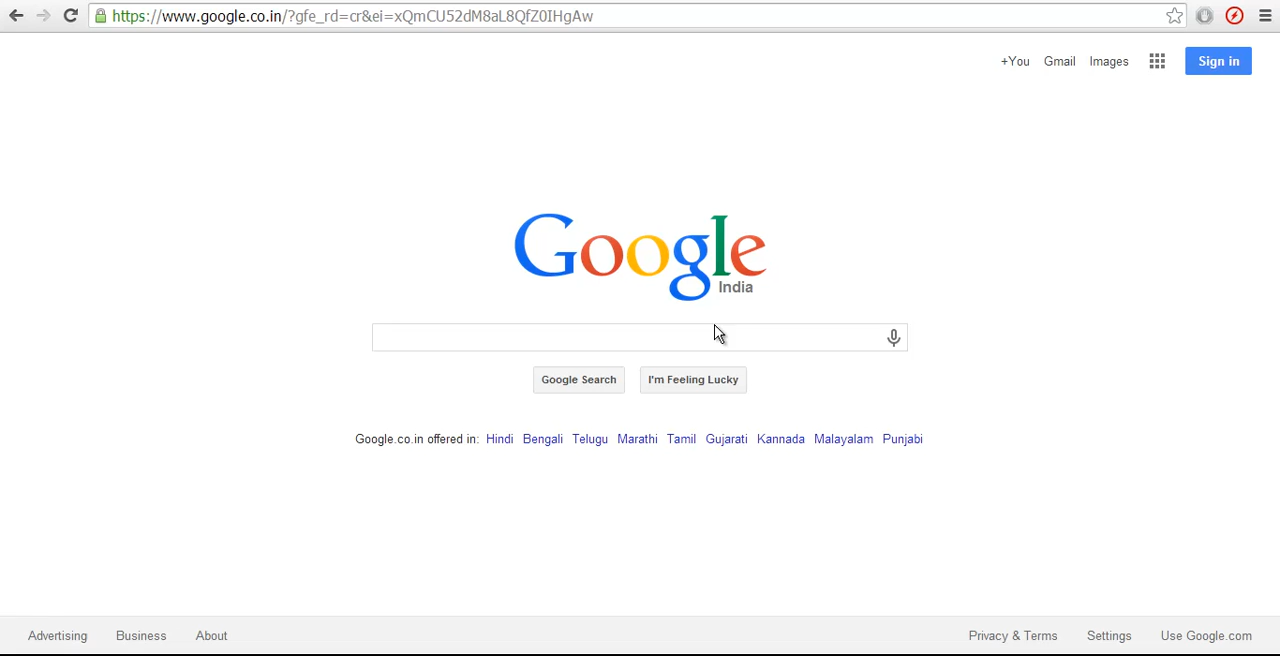 https://www.google.co.in/?gfe_rd=cr&ei=xQmCU52dM8aL8QfZ0IHgAw
+You Gmail Images Sign in
Google
India
Google Search I'm Feeling Lucky
Google.co.in offered in: Hindi Bengali Telugu Marathi Tamil Gujarati Kannada Malayalam Punjabi
Advertising Business About Privacy & Terms Settings Use Google.com